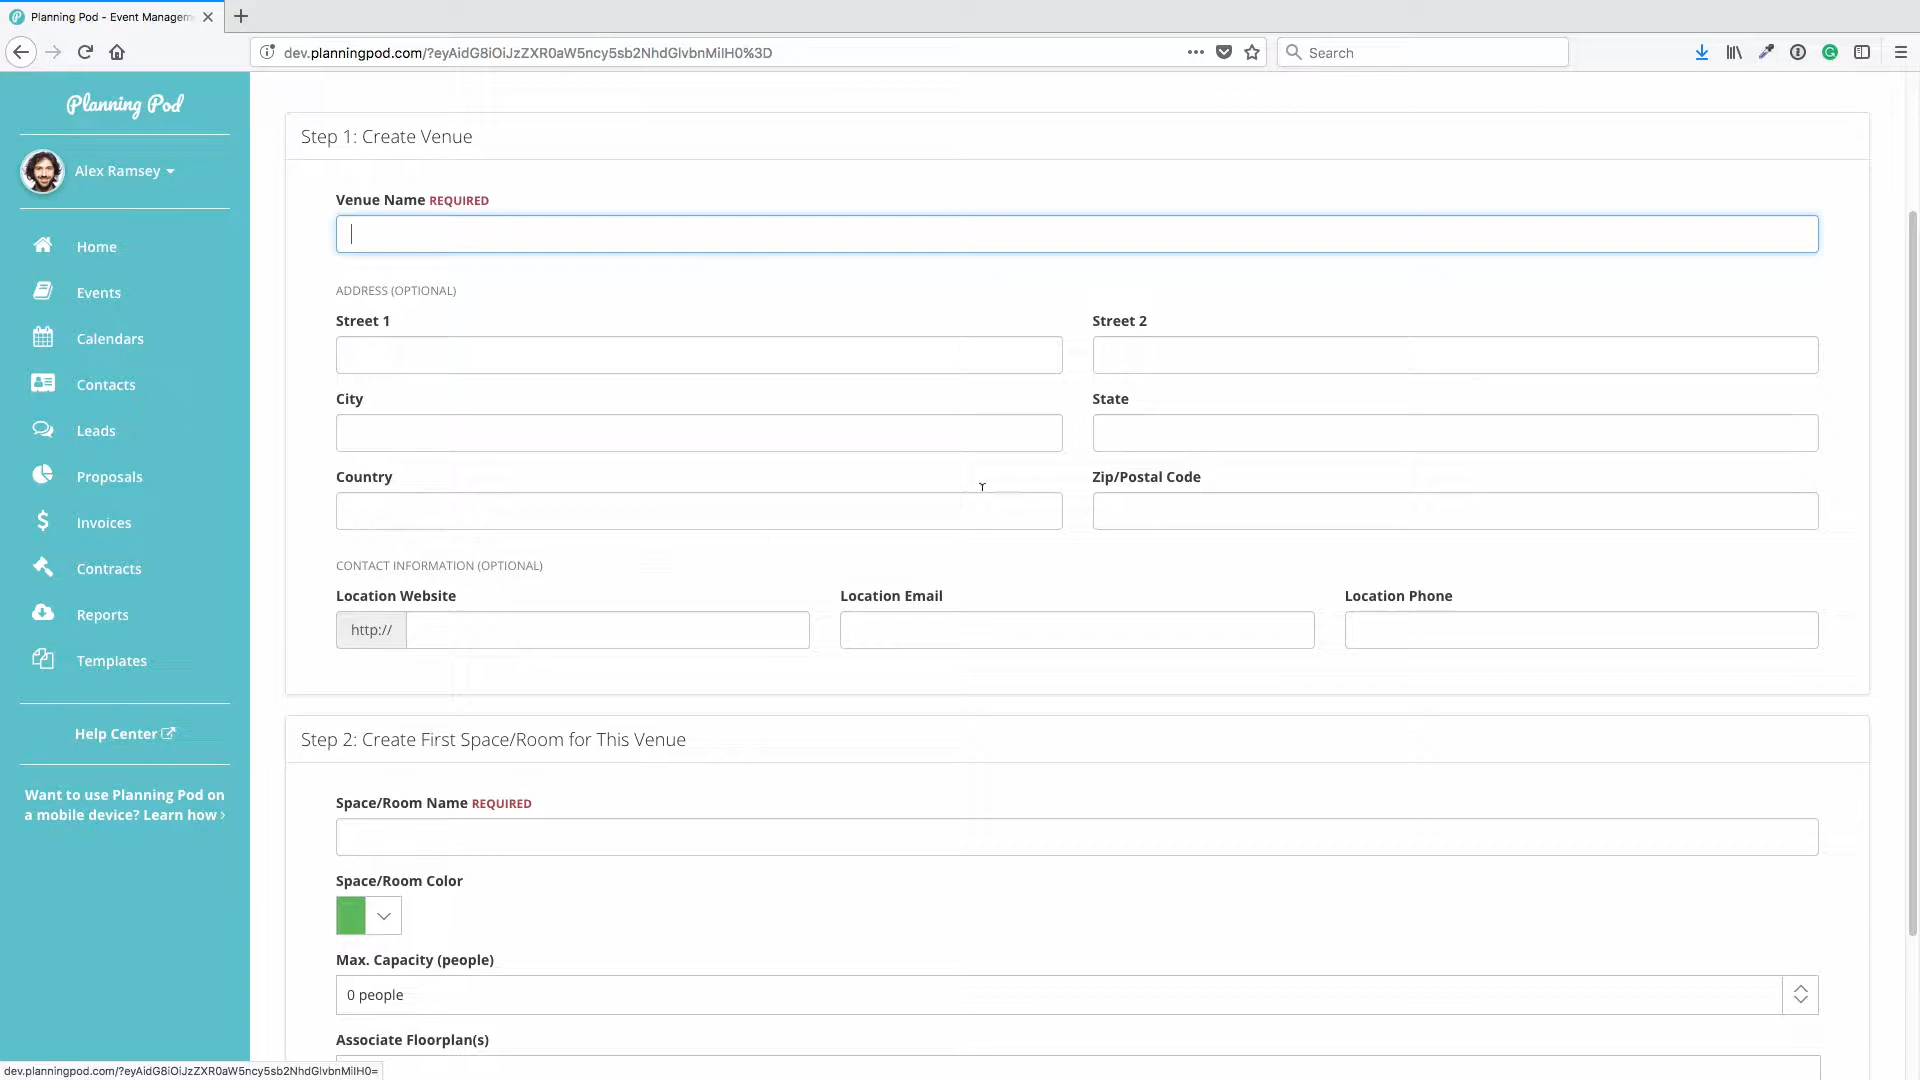 Planning Pod - Event Managem
dev.planningpod.com/?eyAidG8iOiJzZXR0aW5ncy5sb2NhdGlvbnMiIH0%3D
Search
Planning Pod
Alex Ramsey
Home
Events
Calendars
Contacts
Leads
Proposals
Invoices
Contracts
Reports
Templates
Help Center
Want to use Planning Pod on
a mobile device? Learn how ›
Step 1: Create Venue
Venue Name REQUIRED
ADDRESS (OPTIONAL)
Street 1
Street 2
City
State
Country
Zip/Postal Code
CONTACT INFORMATION (OPTIONAL)
Location Website
Location Email
Location Phone
http://
Step 2: Create First Space/Room for This Venue
Space/Room Name REQUIRED
Space/Room Color
Max. Capacity (people)
0 people
Associate Floorplan(s)
dev.planningpod.com/?eyAidG8iOiJzZXR0aW5ncy5sb2NhdGlvbnMiIH0=